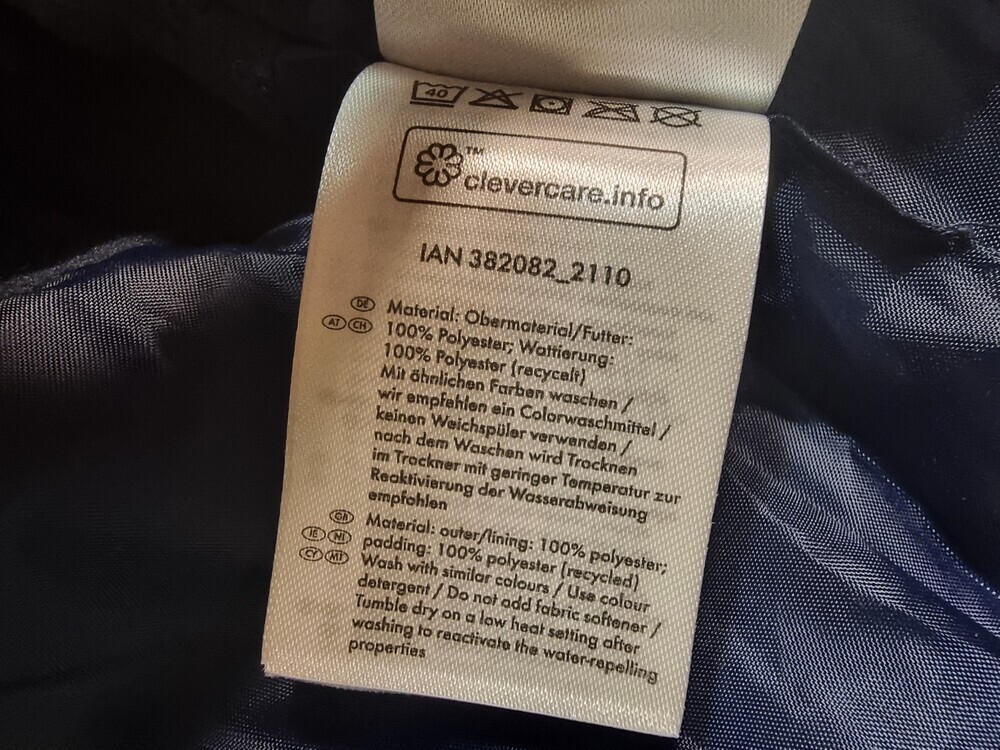 40
TM
clevercare.info
IAN 382082_2110
DE
AT CH
Material: Obermaterial/Futter:
100% Polyester; Wattierung:
100% Polyester (recycelt)
Mit ähnlichen Farben waschen /
wir empfehlen ein Colorwaschmittel /
keinen Weichspüler verwenden /
nach dem Waschen wird Trocknen
im Trockner mit geringer Temperatur zur
Reaktivierung der Wasserabweisung
empfohlen
GB
IE NI
CY MT
Material: outer/lining: 100% polyester;
padding: 100% polyester (recycled)
Wash with similar colours / Use colour
detergent / Do not add fabric softener /
Tumble dry on a low heat setting after
washing to reactivate the water-repelling
properties